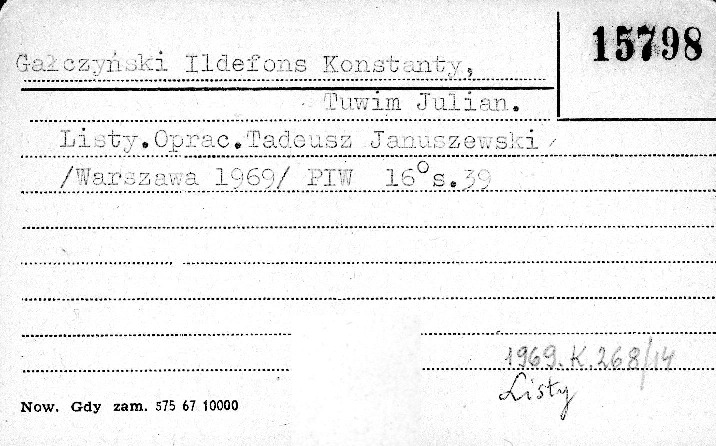 15798
Gałczyński Ildefons Konstanty,
Tuwim Julian.
Listy.Oprac.Tadeusz Januszewski
/Warszawa 1969/ PIW 16°s.39
1969.K.268/14
Listy
Now. Gdy zam. 575 67 10000